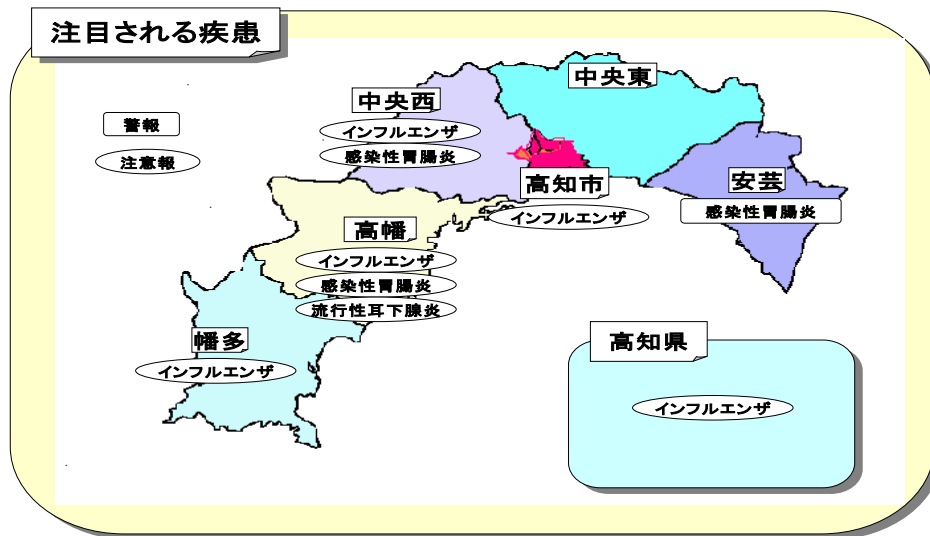 注目される疾患
警報
注意報
中央西
インフルエンザ
感染性胃腸炎
中央東
高知市
インフルエンザ
安芸
感染性胃腸炎
高幡
インフルエンザ
感染性胃腸炎
流行性耳下腺炎
幡多
インフルエンザ
高知県
インフルエンザ